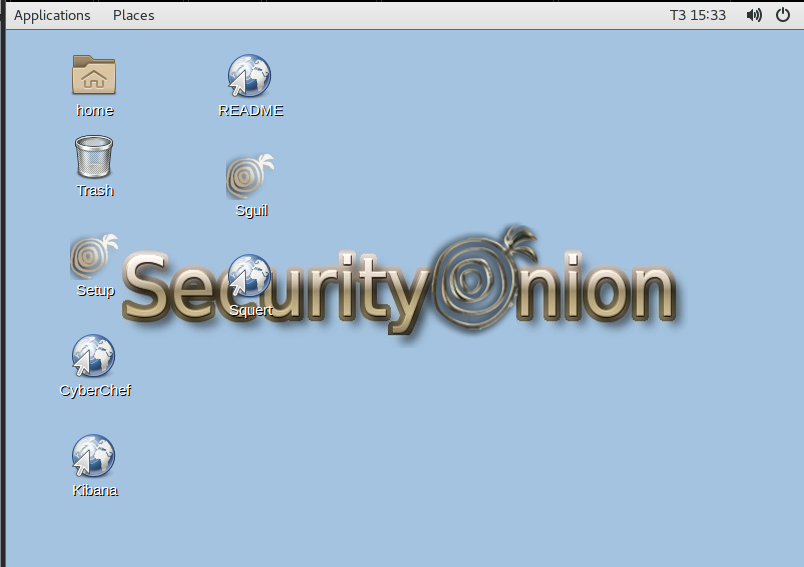 Applications Places T3 15:33
home
README
Trash
Sguil
Setup
SecurityOnion
Squert
CyberChef
Kibana